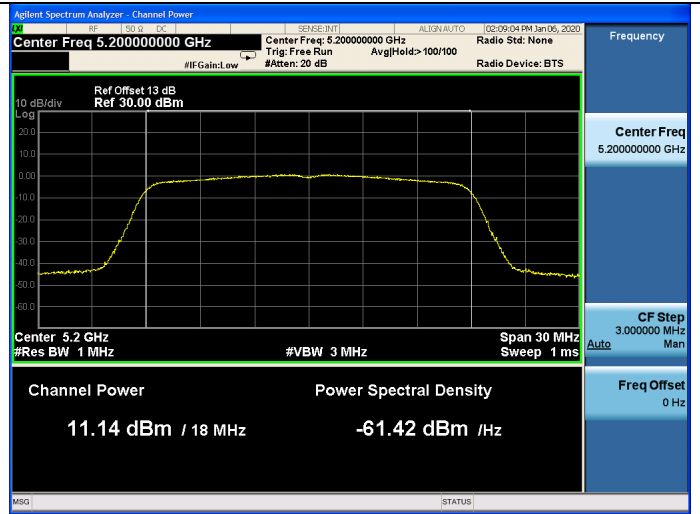 Agilent Spectrum Analyzer - Channel Power
LXI RF 50 Ω DC SENSE:INT ALIGN AUTO 02:09:04 PM Jan 06, 2020
Center Freq 5.200000000 GHz
Center Freq: 5.200000000 GHz
Radio Std: None
Trig: Free Run Avg|Hold:>100/100
#IFGain:Low
#Atten: 20 dB
Radio Device: BTS
Frequency
Ref Offset 13 dB
10 dB/div Ref 30.00 dBm
Log
20.0
10.0
0.00
-10.0
-20.0
-30.0
-40.0
-50.0
-60.0
Center 5.2 GHz
Span 30 MHz
#Res BW 1 MHz
#VBW 3 MHz
Sweep 1 ms
Channel Power
Power Spectral Density
11.14 dBm / 18 MHz
-61.42 dBm /Hz
Center Freq
5.200000000 GHz
CF Step
3.000000 MHz
Auto Man
Freq Offset
0 Hz
MSG
STATUS